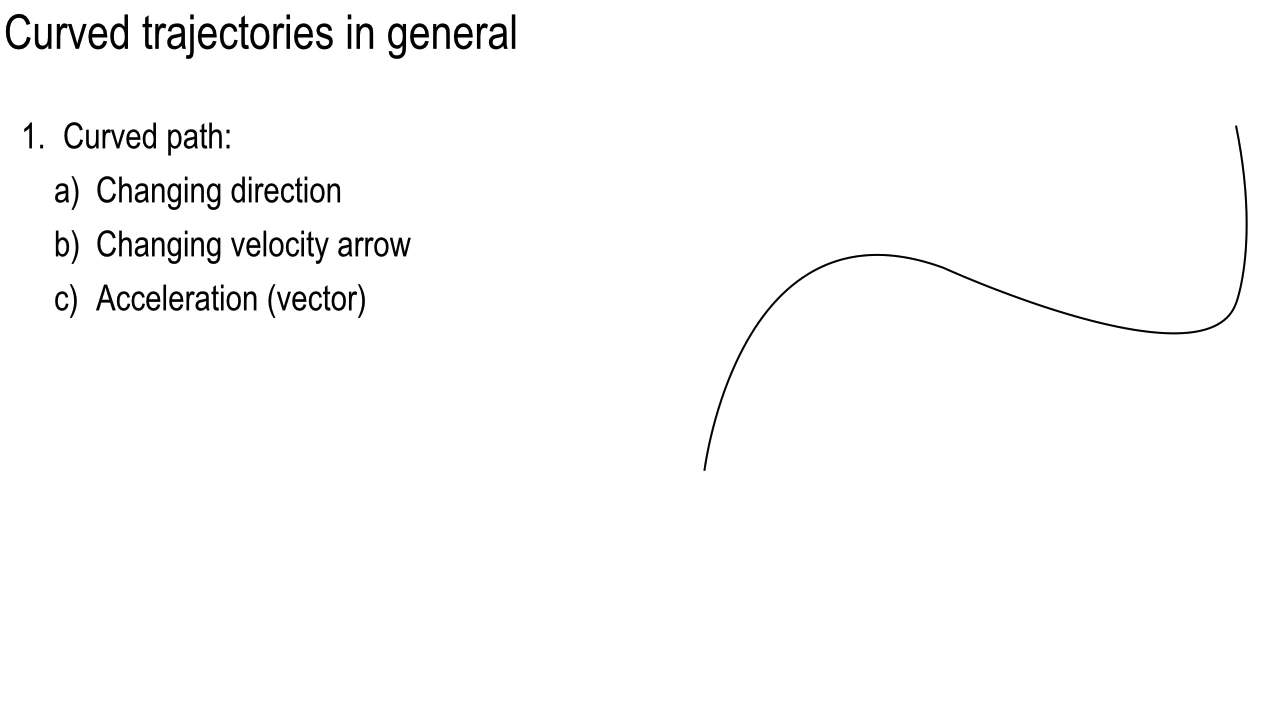 Curved trajectories in general
1. Curved path:
a) Changing direction
b) Changing velocity arrow
c) Acceleration (vector)